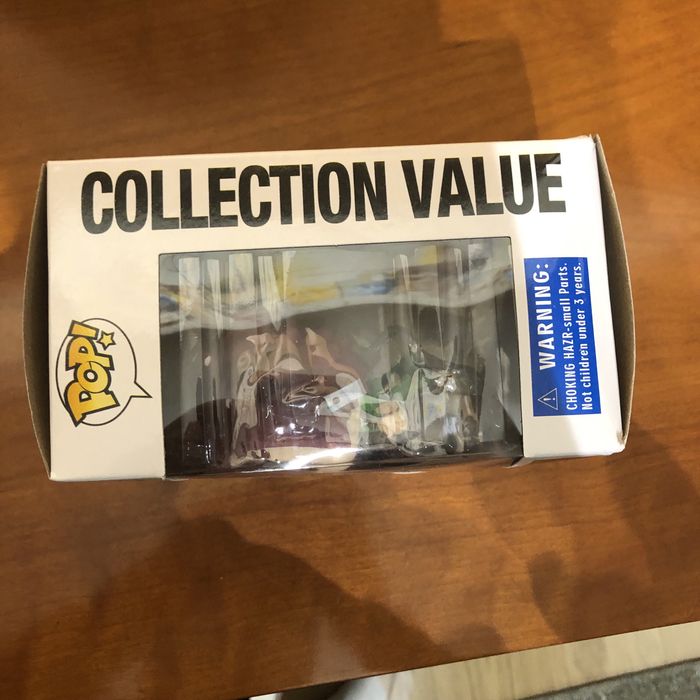 COLLECTION VALUE
POP!
WARNING:
CHOKING HAZR-small Parts.
Not children under 3 years.